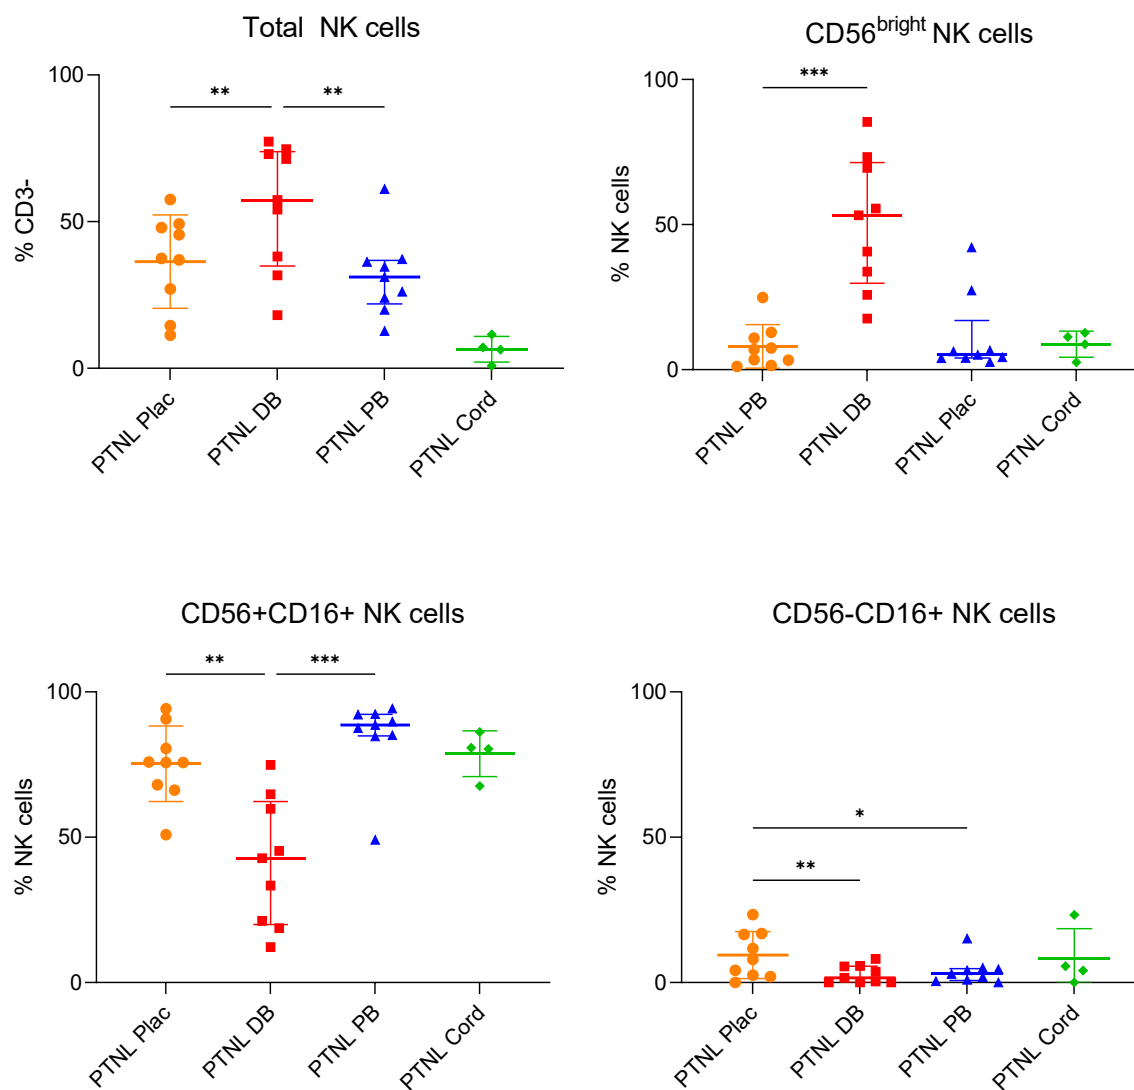 Total NK cells
CD56bright NK cells
100
50
0
% CD3-
**
**
PTNL Plac
PTNL DB
PTNL PB
PTNL Cord
100
50
0
% NK cells
***
PTNL PB
PTNL DB
PTNL Plac
PTNL Cord
CD56+CD16+ NK cells
CD56-CD16+ NK cells
100
50
0
% NK cells
**
***
PTNL Plac
PTNL DB
PTNL PB
PTNL Cord
100
50
0
% NK cells
*
**
PTNL Plac
PTNL DB
PTNL PB
PTNL Cord